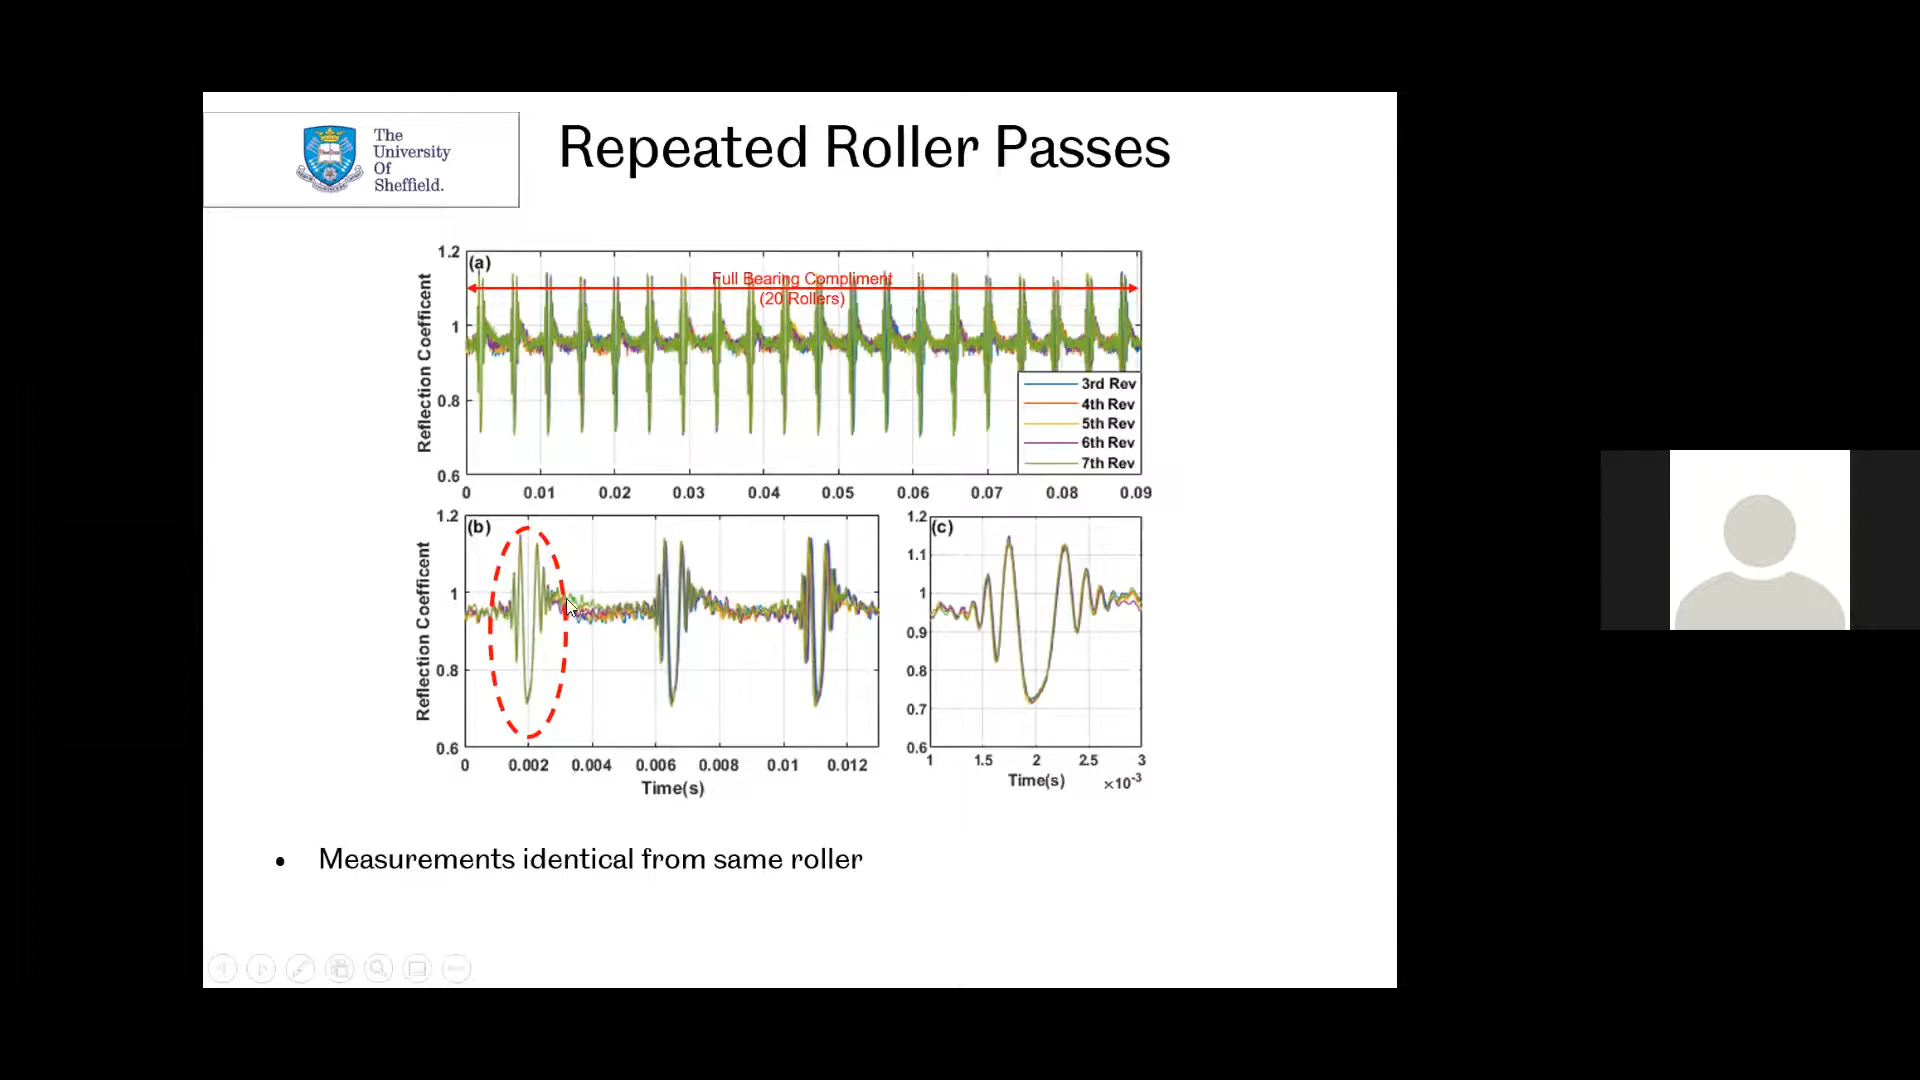 The
University
Of
Sheffield.
Repeated Roller Passes
1.2
(a)
Full Bearing Compliment
(20 Rollers)
Reflection Coefficent
1
0.8
0.6
3rd Rev
4th Rev
5th Rev
6th Rev
7th Rev
0 0.01 0.02 0.03 0.04 0.05 0.06 0.07 0.08 0.09
1.2
(b)
Reflection Coefficent
1
0.8
0.6
0 0.002 0.004 0.006 0.008 0.01 0.012
Time(s)
1.2
(c)
1.1
1
0.9
0.8
0.7
0.6
1 1.5 2 2.5 3
Time(s) ×10-3
• Measurements identical from same roller